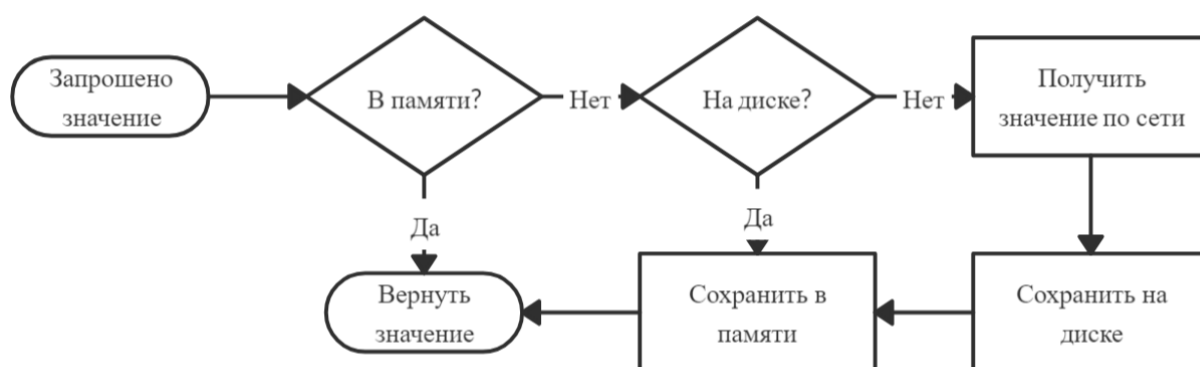 Запрошено
значение
В памяти?
Нет
На диске?
Нет
Получить
значение по сети
Да
Да
Вернуть
значение
Сохранить в
памяти
Сохранить на
диске